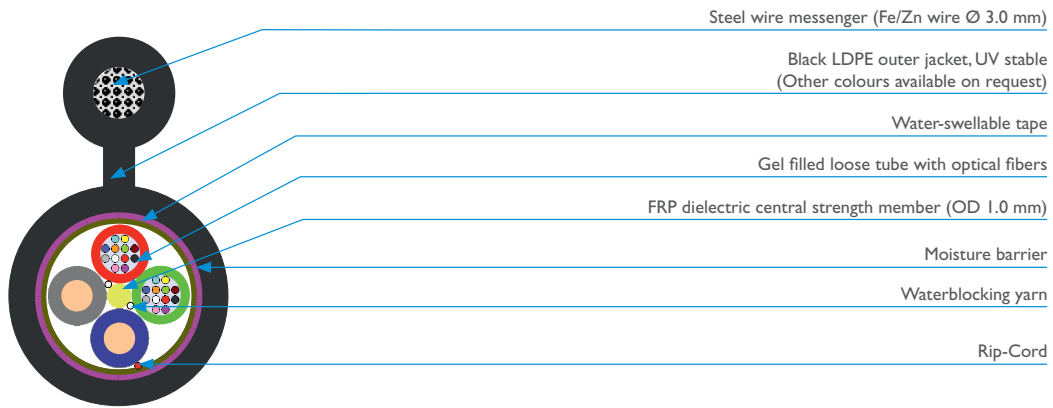 Steel wire messenger (Fe/Zn wire Ø 3.0 mm)
Black LDPE outer jacket, UV stable
(Other colours available on request)
Water-swellable tape
Gel filled loose tube with optical fibers
FRP dielectric central strength member (OD 1.0 mm)
Moisture barrier
Waterblocking yarn
Rip-Cord